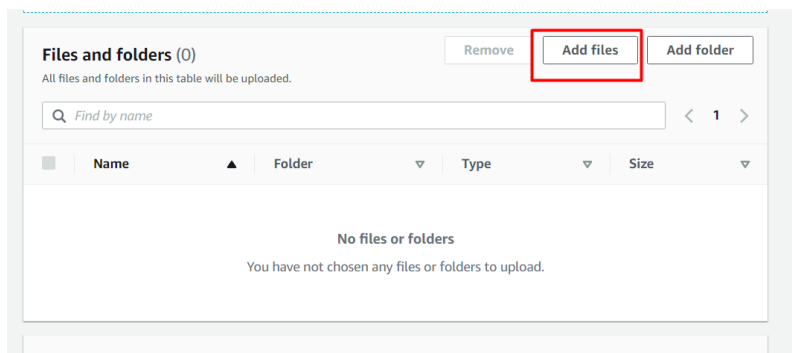 Files and folders (0)
Remove
Add files
Add folder
All files and folders in this table will be uploaded.
Find by name
1
Name
Folder
Type
Size
No files or folders
You have not chosen any files or folders to upload.